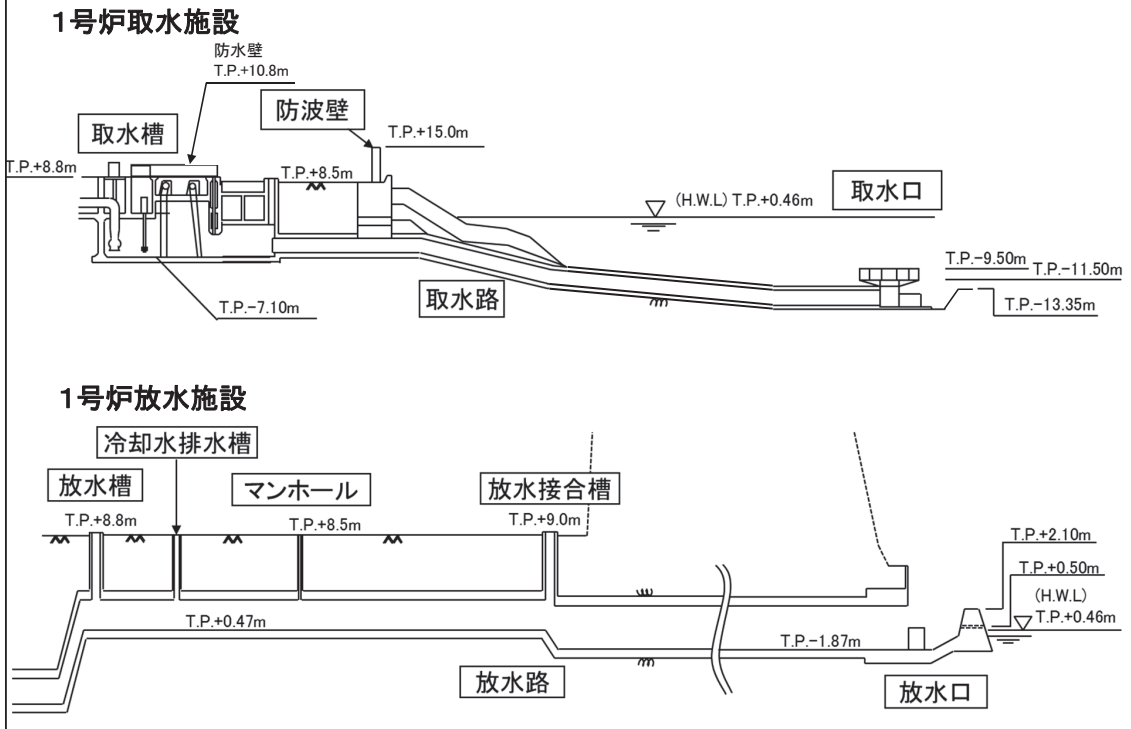 1号炉取水施設
防水壁
T.P.+10.8m
防波壁
取水槽
T.P.+15.0m
T.P.+8.8m
T.P.+8.5m
(H.W.L) T.P.+0.46m
取水口
T.P.-9.50m
T.P.-11.50m
取水路
T.P.-7.10m
T.P.-13.35m
1号炉放水施設
冷却水排水槽
放水槽
マンホール
放水接合槽
T.P.+8.8m
T.P.+8.5m
T.P.+9.0m
T.P.+2.10m
T.P.+0.50m
(H.W.L)
T.P.+0.46m
T.P.+0.47m
T.P.-1.87m
放水路
放水口